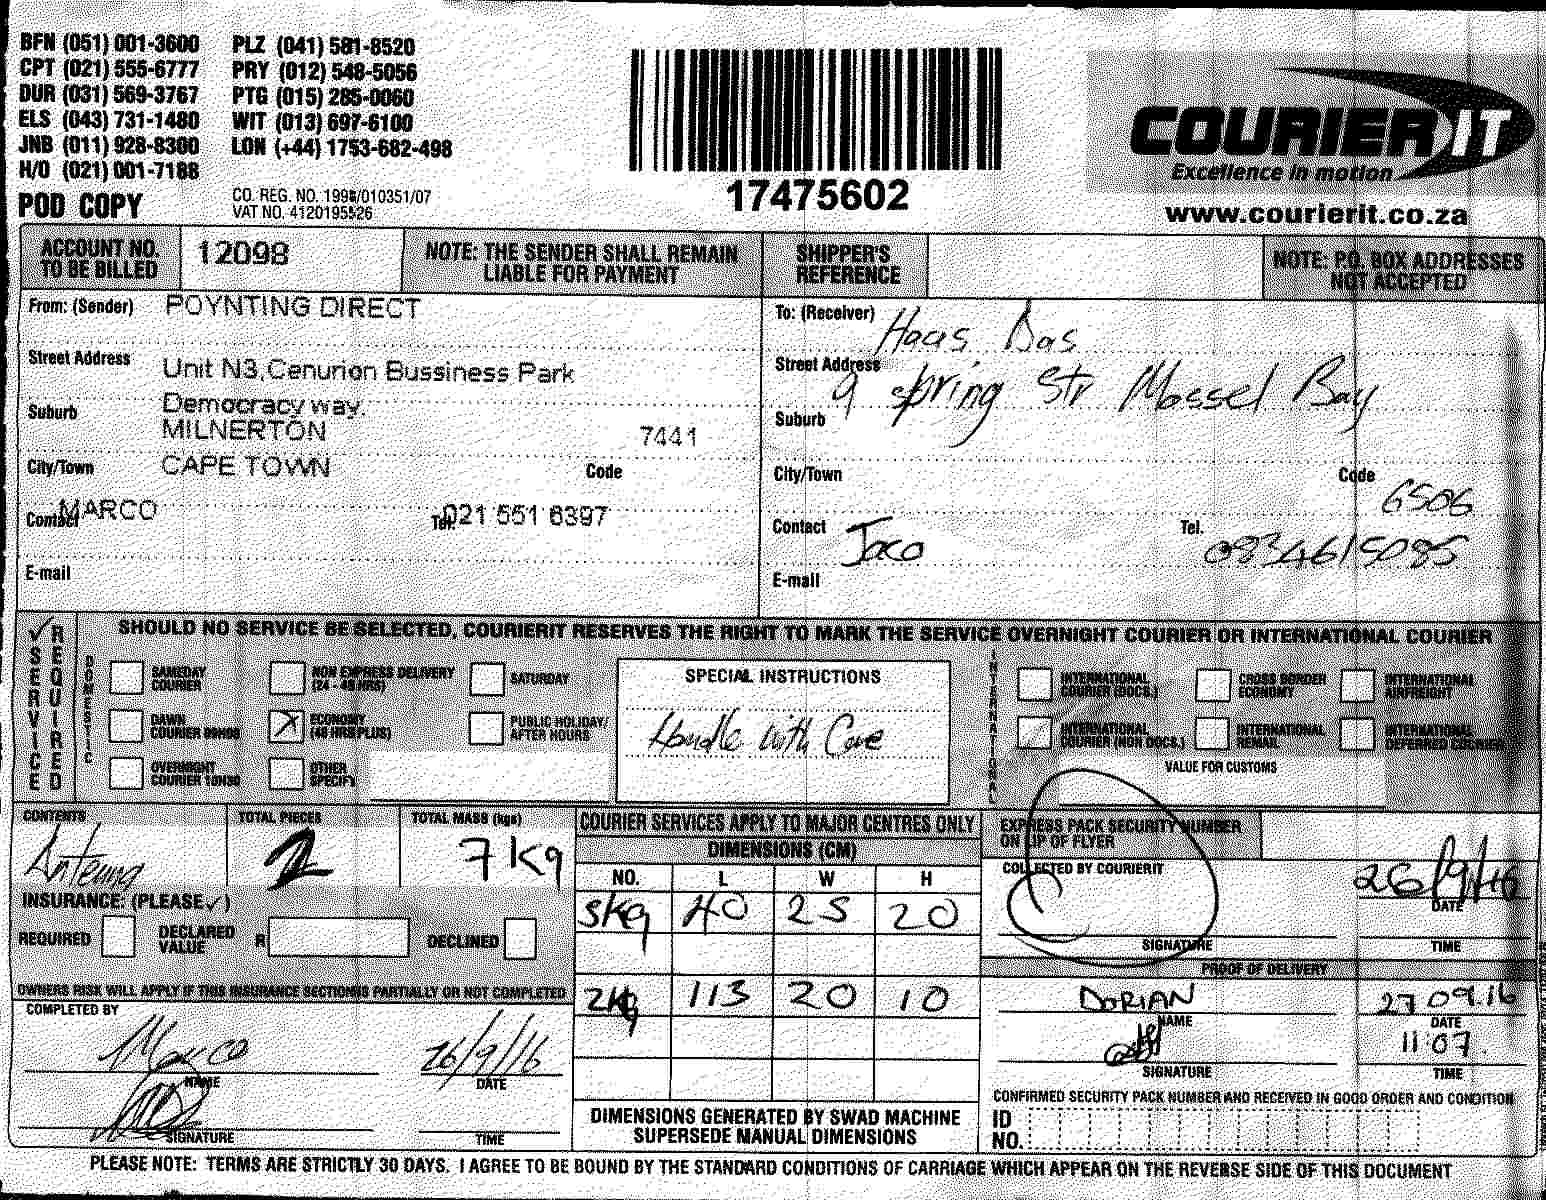 BFN (051) 001-3600 PLZ (041) 581-8520
CPT (021) 555-6777 PRY (012) 548-5056
DUR (031) 569-3767 PTG (015) 285-0060
ELS (043) 731-1480 WIT (013) 697-6100
JNB (011) 928-8300 LON (+44) 1753-682-498
H/O (021) 001-7188
POD COPY
CO. REG. NO. 1998/010351/07
VAT NO. 4120195526
17475602
COURIER IT
Excellence in motion
www.courierit.co.za
ACCOUNT NO. TO BE BILLED 12098
NOTE: THE SENDER SHALL REMAIN LIABLE FOR PAYMENT
SHIPPER'S REFERENCE
NOTE: P.O. BOX ADDRESSES NOT ACCEPTED
From: (Sender) POYNTING DIRECT
Street Address Unit N3,Cenurion Bussiness Park
Democracy way.
Suburb MILNERTON 7441
City/Town CAPE TOWN Code
Contact MARCO Tel. 021 551 6397
E-mail
To: (Receiver) Haas Das
Street Address 9 Spring Str Mossel Bay
Suburb
City/Town Code 6506
Contact Jaco Tel. 0834615085
E-mail
✓ SERVICE REQUIRED
SHOULD NO SERVICE BE SELECTED, COURIERIT RESERVES THE RIGHT TO MARK THE SERVICE OVERNIGHT COURIER OR INTERNATIONAL COURIER
DOMESTIC
SAMEDAY COURIER
NON EXPRESS DELIVERY (24 - 48 HRS)
SATURDAY
DAWN COURIER 09H00
X ECONOMY (48 HRS PLUS)
PUBLIC HOLIDAY/ AFTER HOURS
OVERNIGHT COURIER 10H30
OTHER SPECIFY
SPECIAL INSTRUCTIONS
Handle with Care
INTERNATIONAL
INTERNATIONAL COURIER (DOCS.)
CROSS BORDER ECONOMY
INTERNATIONAL AIRFREIGHT
INTERNATIONAL COURIER (NON DOCS.)
INTERNATIONAL REMAIL
INTERNATIONAL DEFERRED COURIER
VALUE FOR CUSTOMS
CONTENTS Antenna
TOTAL PIECES 2
TOTAL MASS (kgs) 7kg
INSURANCE: (PLEASE ✓)
REQUIRED DECLARED VALUE R DECLINED
OWNERS RISK WILL APPLY IF THIS INSURANCE SECTION IS PARTIALLY OR NOT COMPLETED
COMPLETED BY
Marco 26/9/16
NAME DATE
SIGNATURE TIME
COURIER SERVICES APPLY TO MAJOR CENTRES ONLY
DIMENSIONS (CM)
NO. L W H
5kg 40 25 20
2kg 113 20 10
DIMENSIONS GENERATED BY SWAD MACHINE SUPERSEDE MANUAL DIMENSIONS
EXPRESS PACK SECURITY NUMBER ON LIP OF FLYER
COLLECTED BY COURIERIT
26/9/16
DATE
SIGNATURE TIME
PROOF OF DELIVERY
DORIAN 27 09.16
NAME DATE
11 07
SIGNATURE TIME
CONFIRMED SECURITY PACK NUMBER AND RECEIVED IN GOOD ORDER AND CONDITION
ID NO.
PLEASE NOTE: TERMS ARE STRICTLY 30 DAYS. I AGREE TO BE BOUND BY THE STANDARD CONDITIONS OF CARRIAGE WHICH APPEAR ON THE REVERSE SIDE OF THIS DOCUMENT